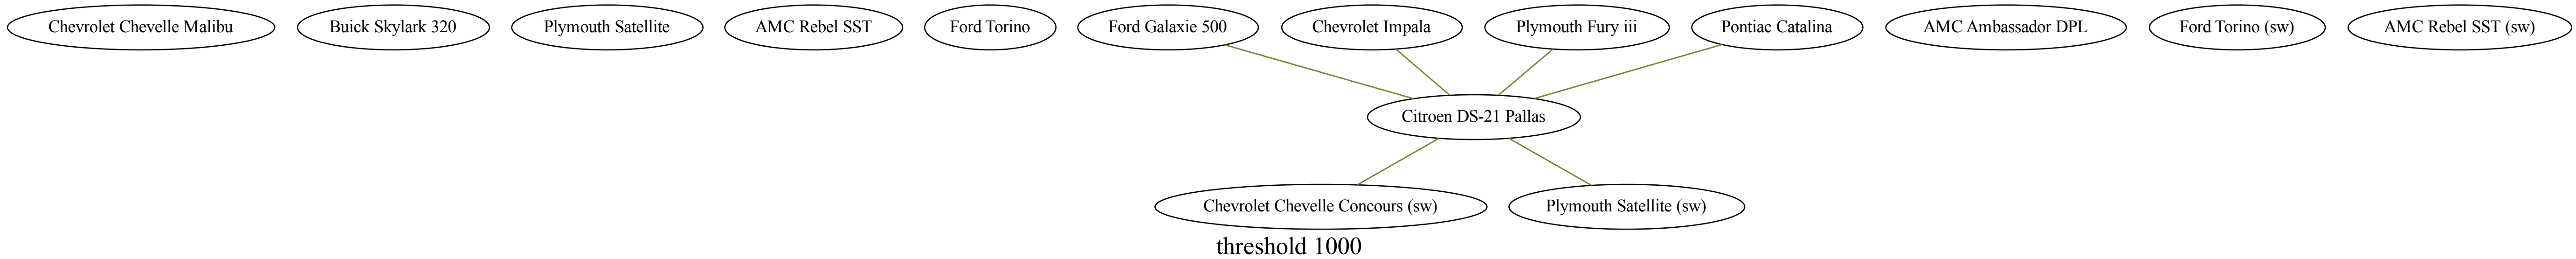 Chevrolet Chevelle Malibu
Buick Skylark 320
Plymouth Satellite
AMC Rebel SST
Ford Torino
Ford Galaxie 500
Chevrolet Impala
Plymouth Fury iii
Pontiac Catalina
AMC Ambassador DPL
Ford Torino (sw)
AMC Rebel SST (sw)
Citroen DS-21 Pallas
Chevrolet Chevelle Concours (sw)
Plymouth Satellite (sw)
threshold 1000